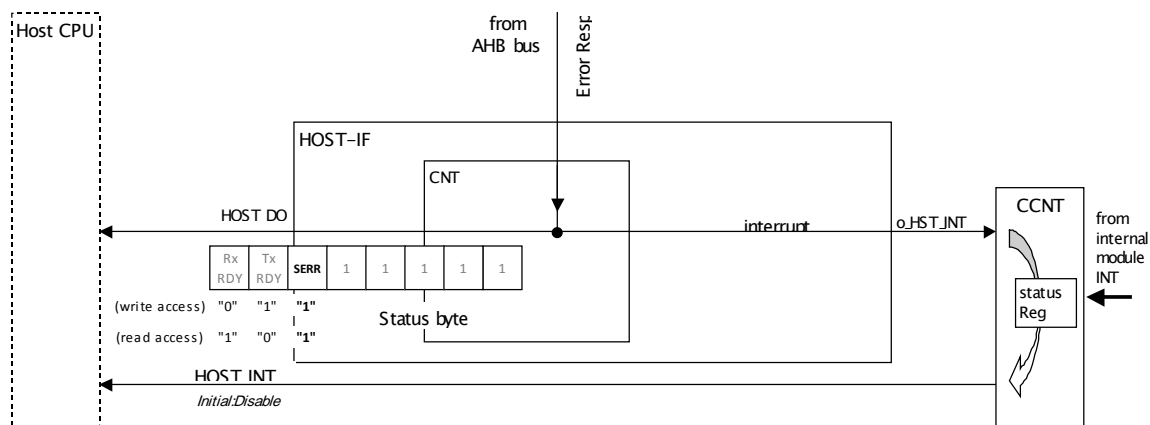 from
AHB bus
Error Resp
Host CPU
HOST-IF
CNT
HOST DO
interrupt
o_HST_INT
CCNT
from
internal
module
INT
Rx RDY Tx RDY SERR 1 1 1 1 1
status
Reg
(write access) "0" "1" "1"
Status byte
(read access) "1" "0" "1"
HOST INT
Initial:Disable